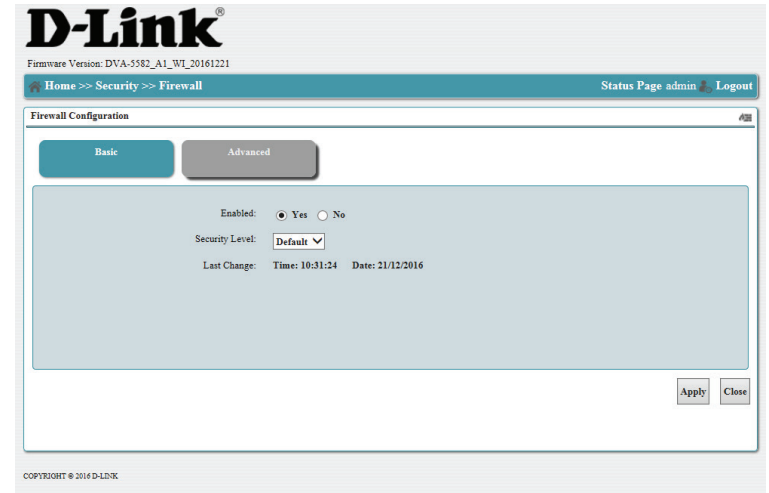 D-Link®
Firmware Version: DVA-5582_A1_WI_20161221
Home >> Security >> Firewall Status Page admin Logout
Firewall Configuration
Basic Advanced
Enabled: Yes No
Security Level: Default
Last Change: Time: 10:31:24 Date: 21/12/2016
Apply Close
COPYRIGHT © 2016 D-LINK